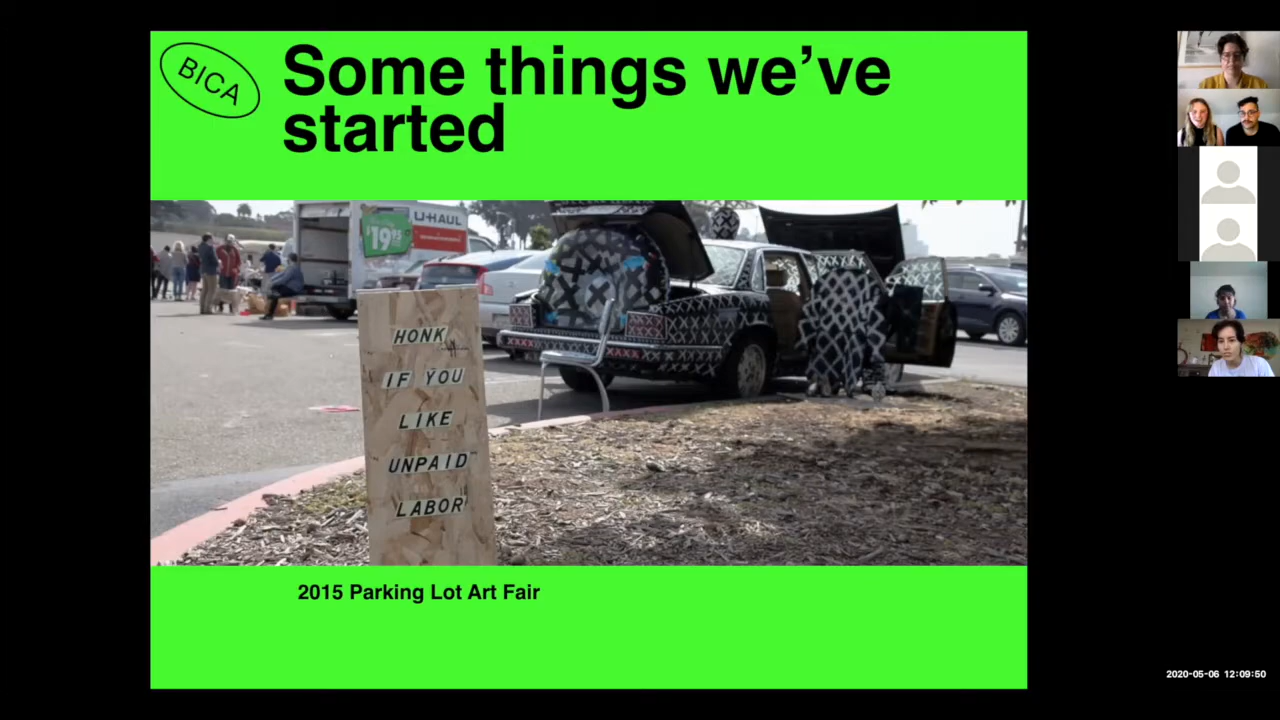 BICA
Some things we've
started
U-HAUL
$19.95
HONK
IF YOU
LIKE
UNPAID
LABOR
2015 Parking Lot Art Fair
2020-05-06 12:09:50